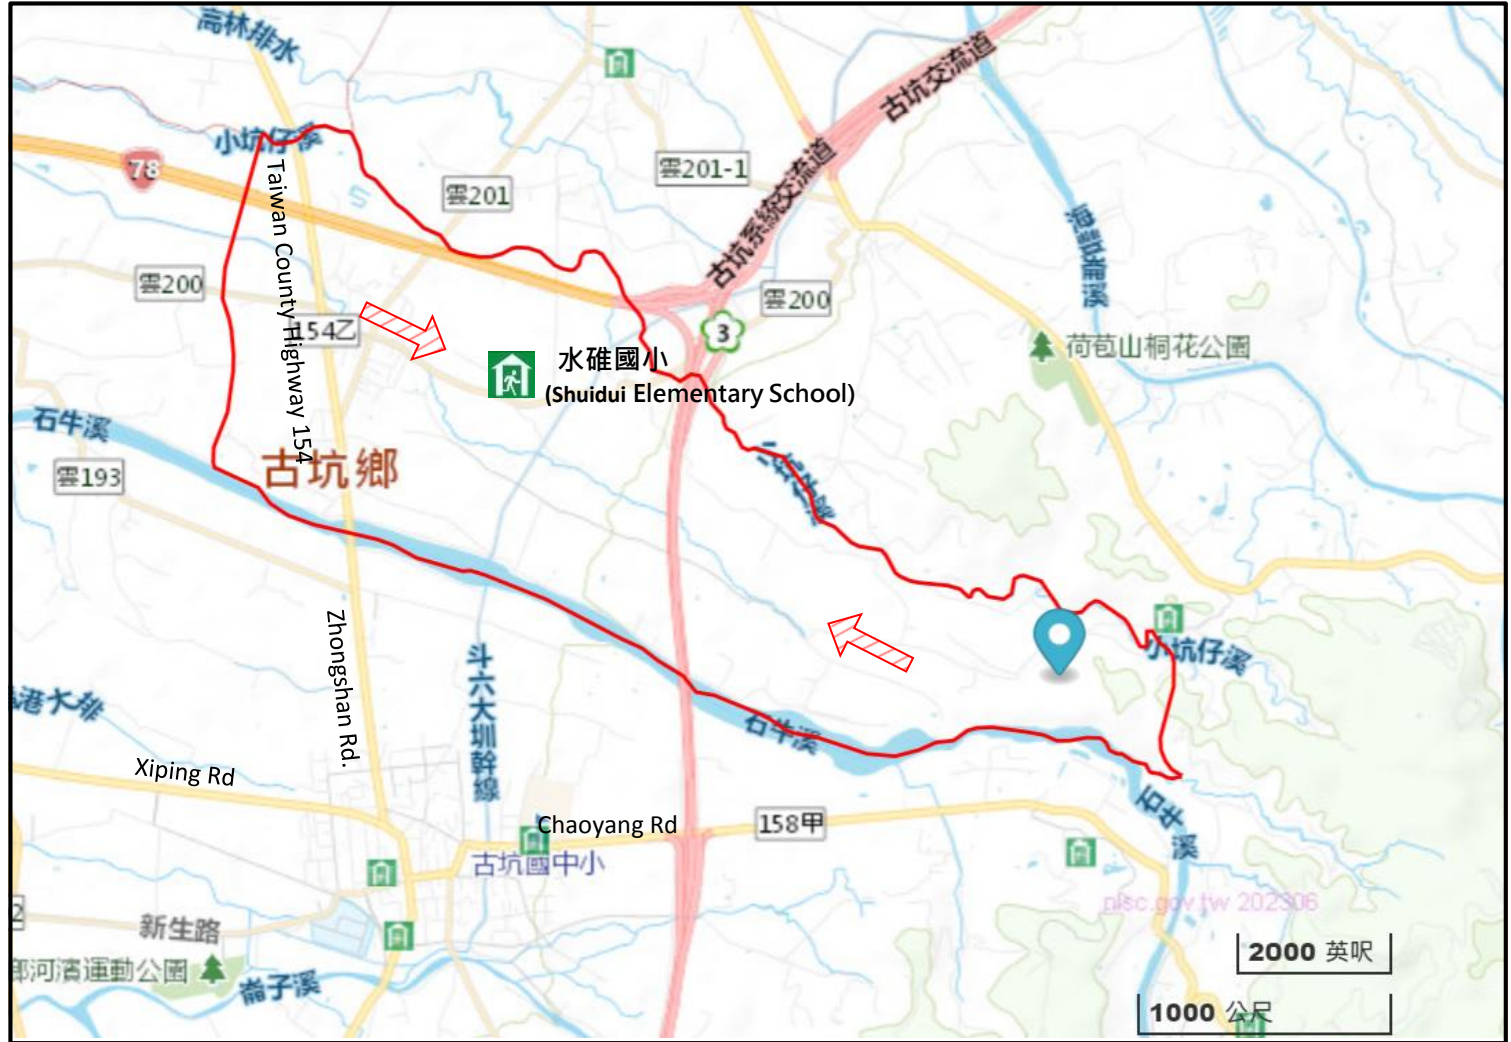 高林排水
古坑交流道
小坑仔溪
78
雲201
雲201-1
古坑系統交流道
Taiwan County Highway 154
雲200
154乙
雲200
3
水碓國小
(Shuidui Elementary School)
荷苞山桐花公園
石牛溪
雲193
古坑鄉
Zhongshan Rd.
斗六大圳幹線
小坑仔溪
石牛溪
Xiping Rd
Chaoyang Rd
158甲
石牛溪
古坑國中小
新生路
nlsc.gov.tw 202306
2000 英呎
鄉河濱運動公園
崙子溪
1000 公尺